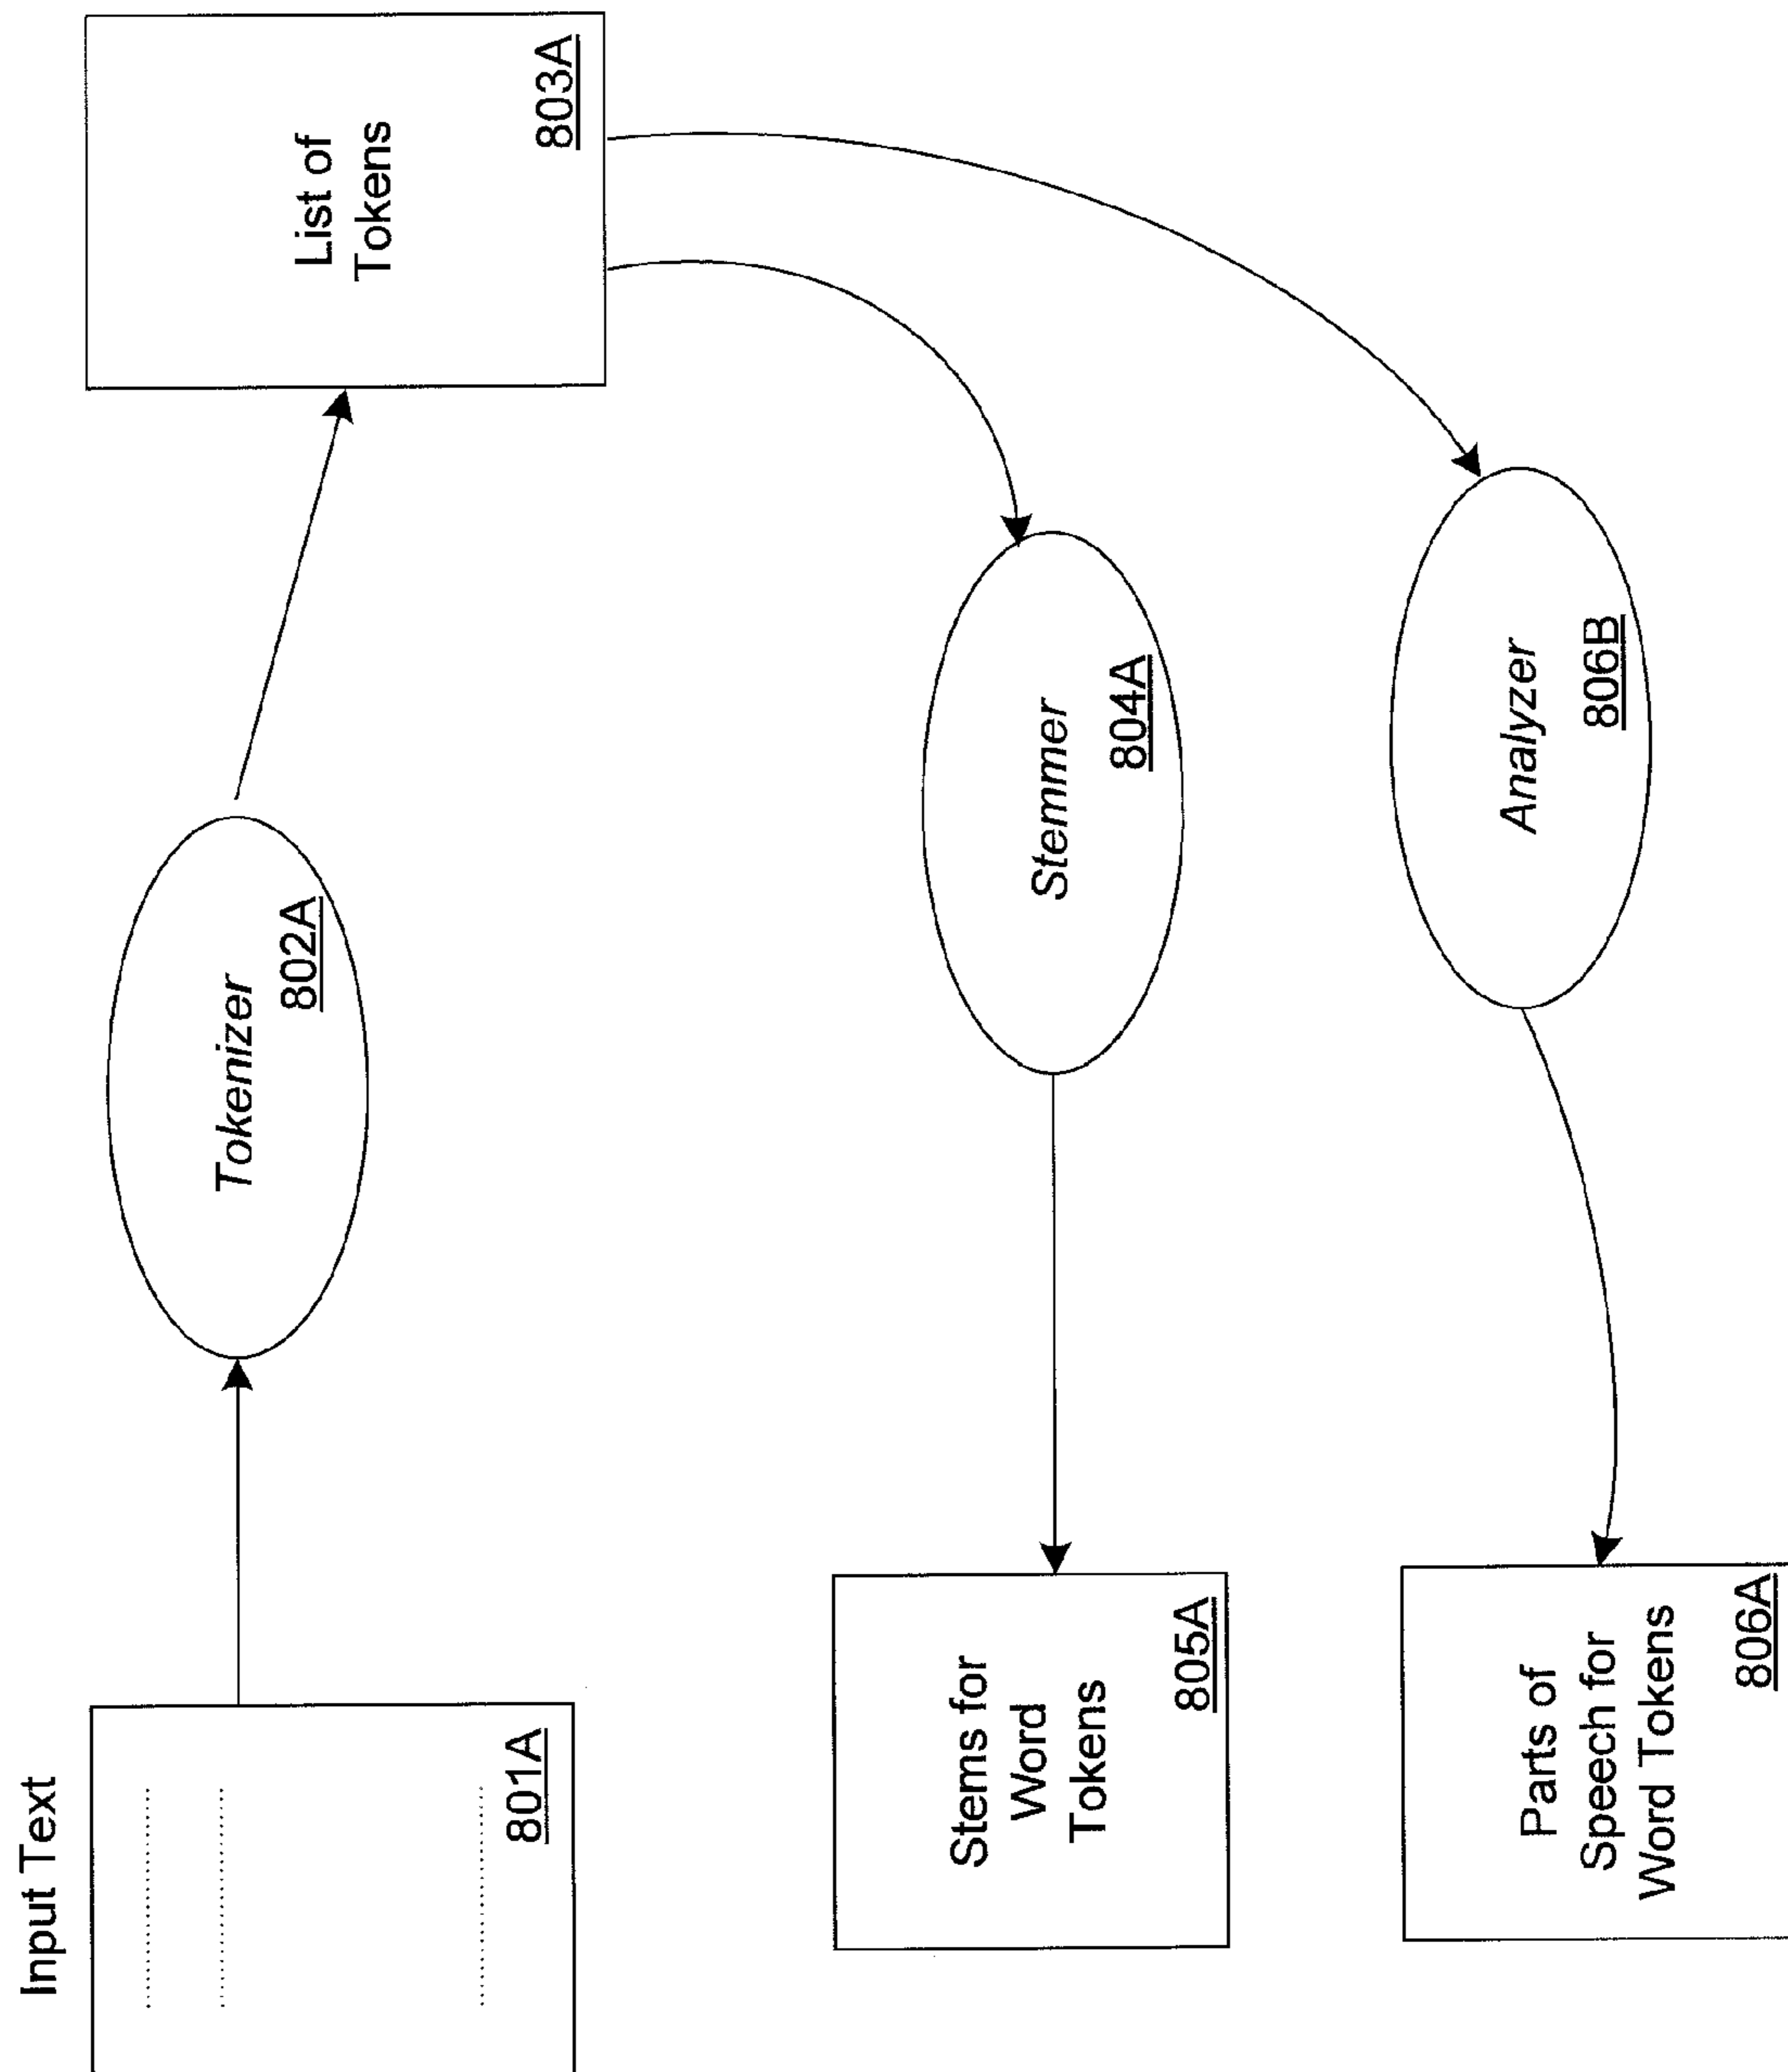 Input Text
801A
Tokenizer
802A
List of
Tokens
803A
Stems for
Word
Tokens
805A
Stemmer
804A
Parts of
Speech for
Word Tokens
806A
Analyzer
806B